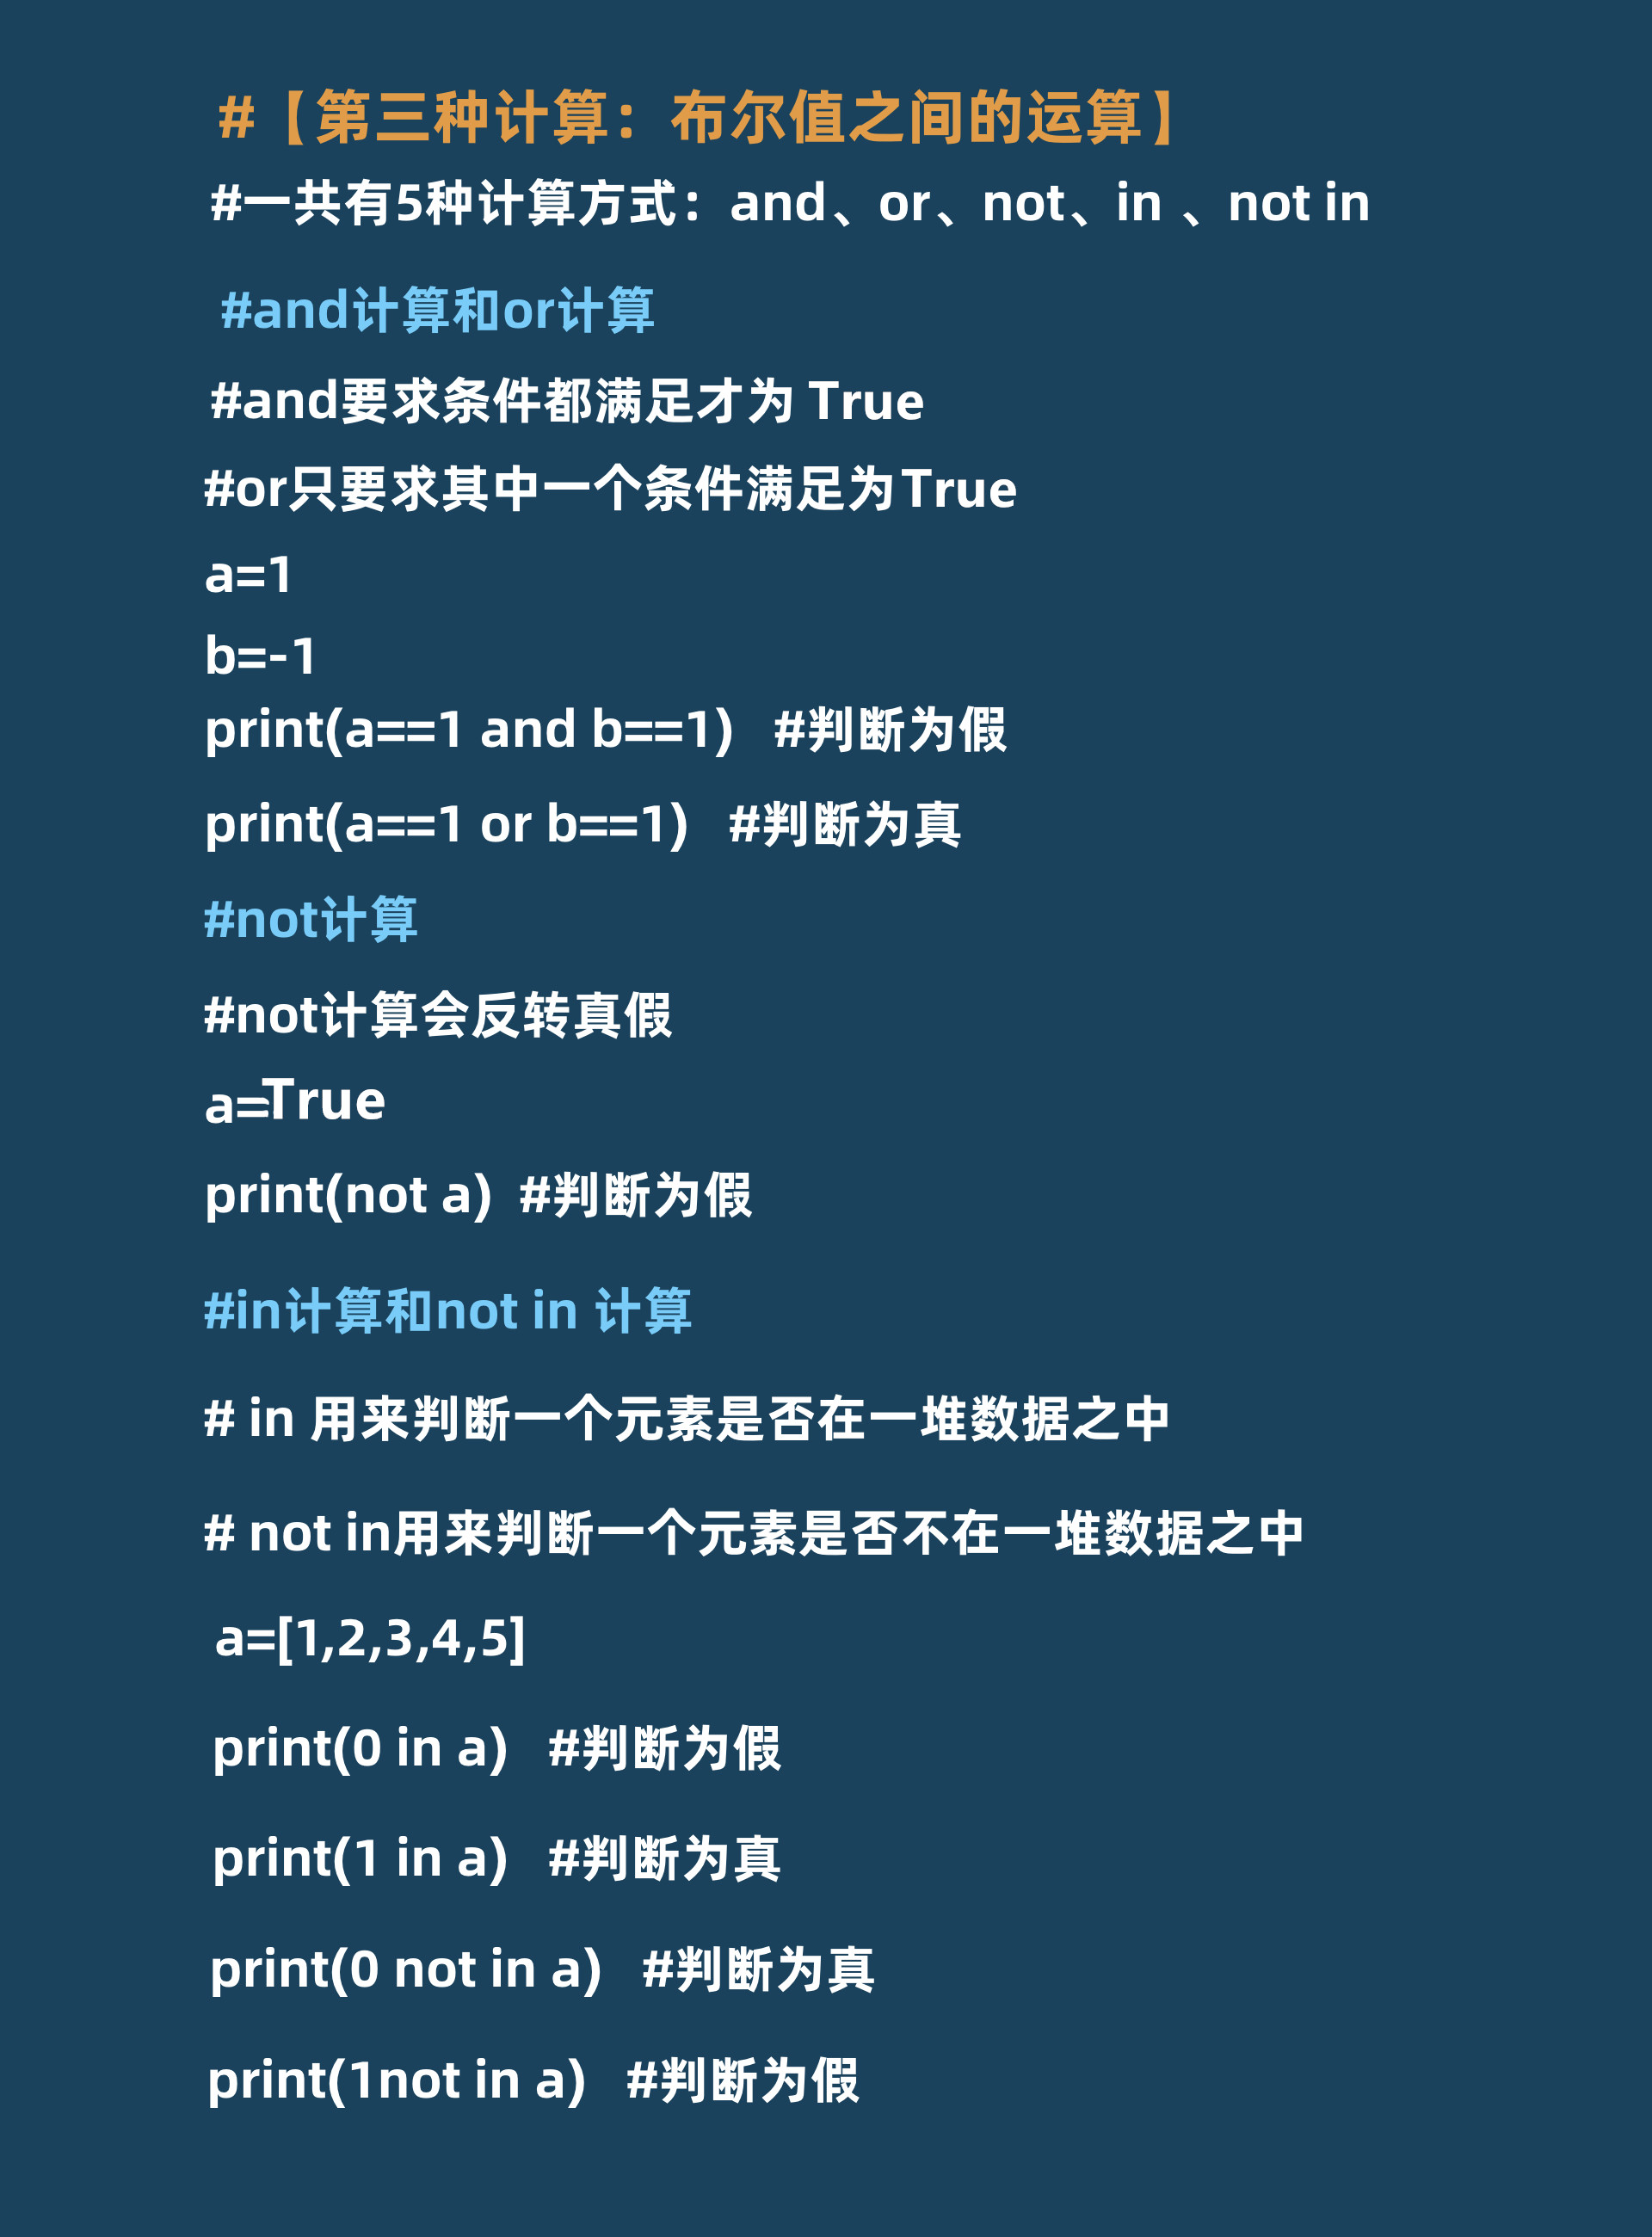 #【第三种计算：布尔值之间的运算】
#一共有5种计算方式：and、or、not、in 、not in
#and计算和or计算
#and要求条件都满足才为 True
#or只要求其中一个条件满足为True
a=1
b=-1
print(a==1 and b==1)   #判断为假
print(a==1 or b==1)   #判断为真
#not计算
#not计算会反转真假
a=True
print(not a)  #判断为假
#in计算和not in 计算
# in 用来判断一个元素是否在一堆数据之中
# not in用来判断一个元素是否不在一堆数据之中
a=[1,2,3,4,5]
print(0 in a)   #判断为假
print(1 in a)   #判断为真
print(0 not in a)   #判断为真
print(1not in a)   #判断为假